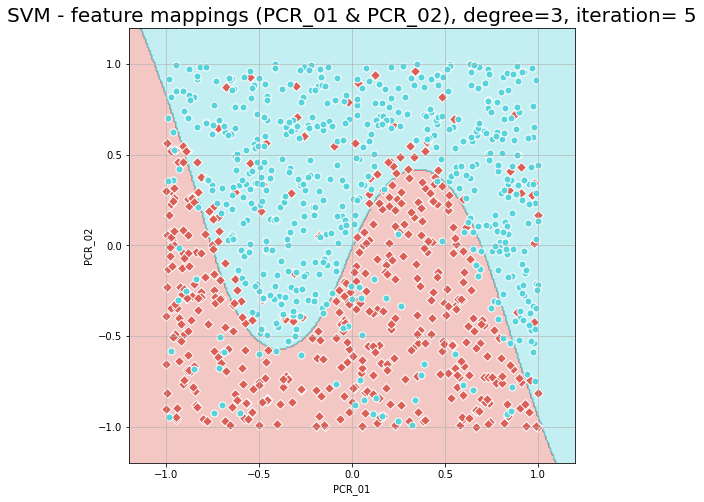 SVM - feature mappings (PCR_01 & PCR_02), degree=3, iteration= 5
1.0
0.5
0.0
−0.5
−1.0
PCR_02
−1.0 −0.5 0.0 0.5 1.0
PCR_01